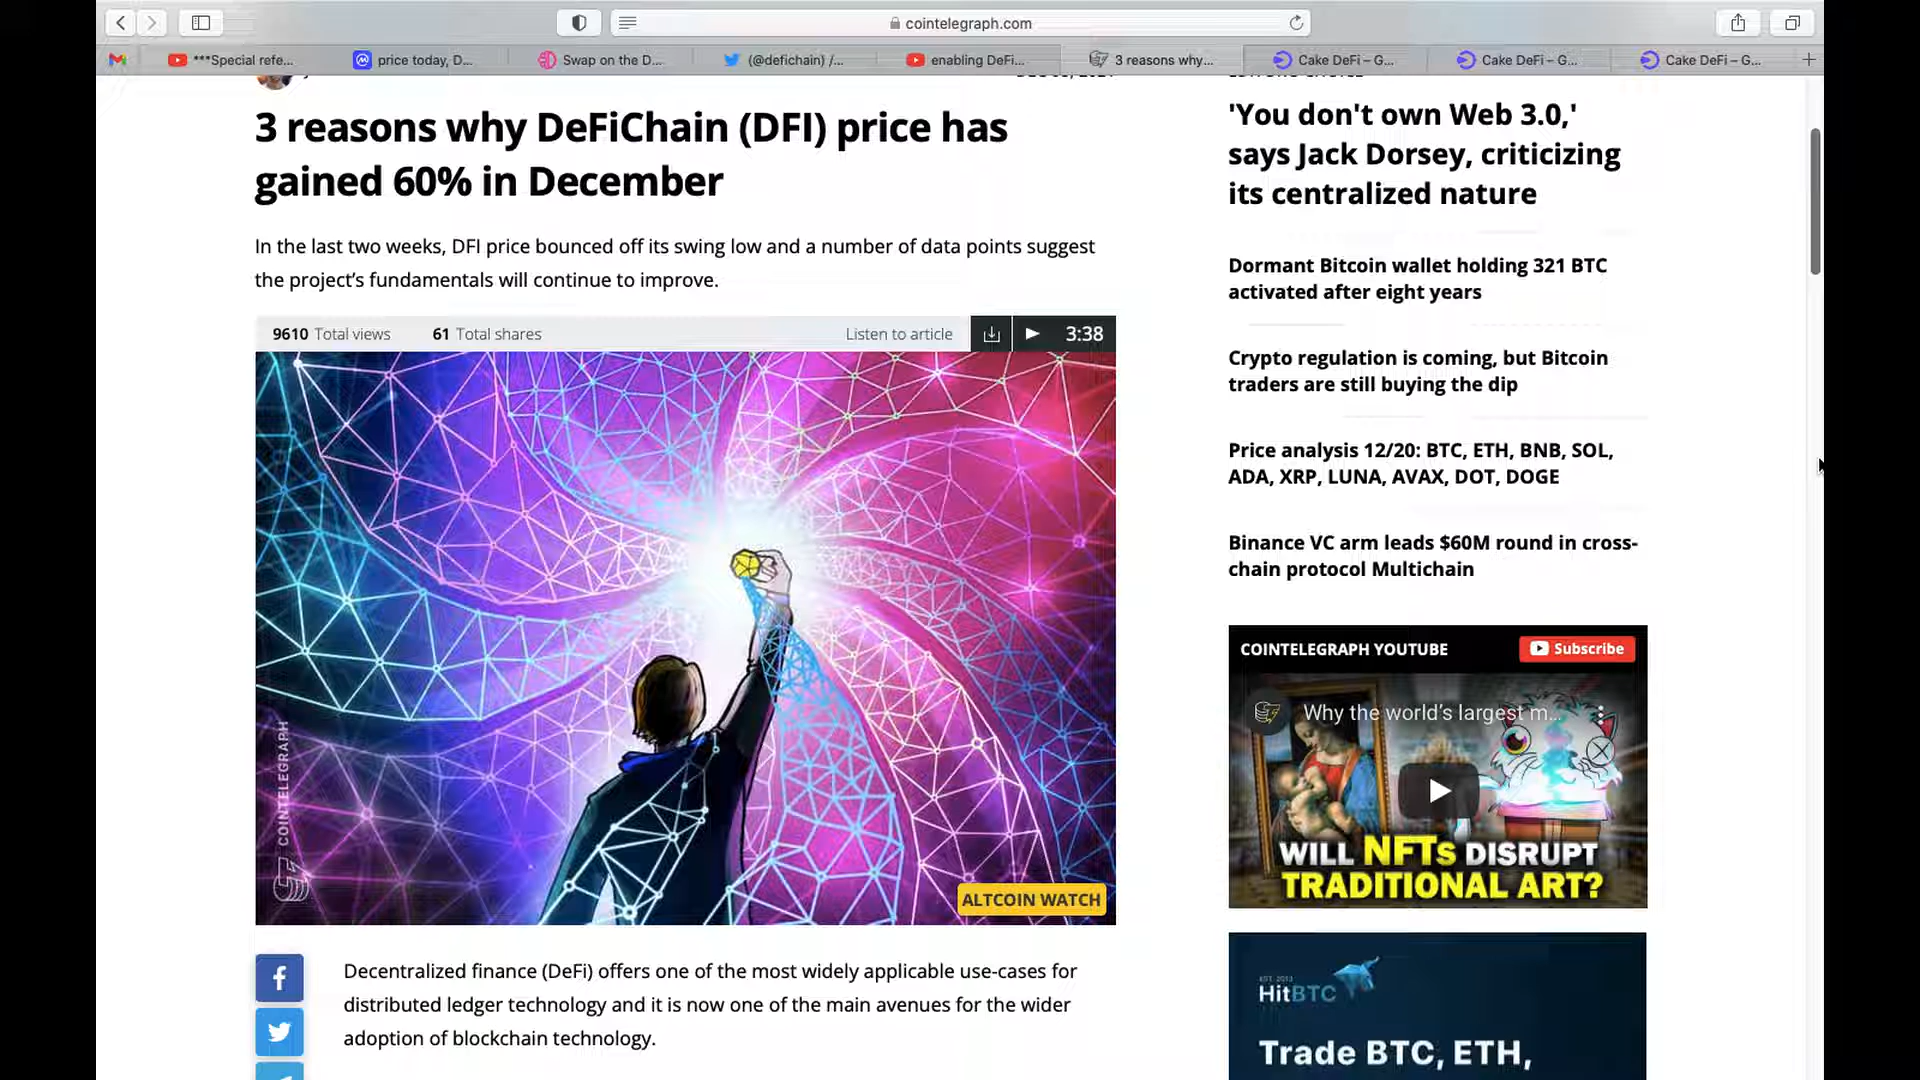 cointelegraph.com
***Special refe...
price today, D...
Swap on the D...
(@defichain) /...
enabling DeFi...
3 reasons why...
Cake DeFi – G...
Cake DeFi – G...
Cake DeFi – G...
3 reasons why DeFiChain (DFI) price has
gained 60% in December
In the last two weeks, DFI price bounced off its swing low and a number of data points suggest
the project’s fundamentals will continue to improve.
9610 Total views
61 Total shares
Listen to article
3:38
COINTELEGRAPH
ALTCOIN WATCH
Decentralized finance (DeFi) offers one of the most widely applicable use-cases for
distributed ledger technology and it is now one of the main avenues for the wider
adoption of blockchain technology.
'You don't own Web 3.0,'
says Jack Dorsey, criticizing
its centralized nature
Dormant Bitcoin wallet holding 321 BTC
activated after eight years
Crypto regulation is coming, but Bitcoin
traders are still buying the dip
Price analysis 12/20: BTC, ETH, BNB, SOL,
ADA, XRP, LUNA, AVAX, DOT, DOGE
Binance VC arm leads $60M round in cross-
chain protocol Multichain
COINTELEGRAPH YOUTUBE
Subscribe
Why the world’s largest m...
WILL NFTs DISRUPT
TRADITIONAL ART?
EST. 2013
HitBTC
Trade BTC, ETH,